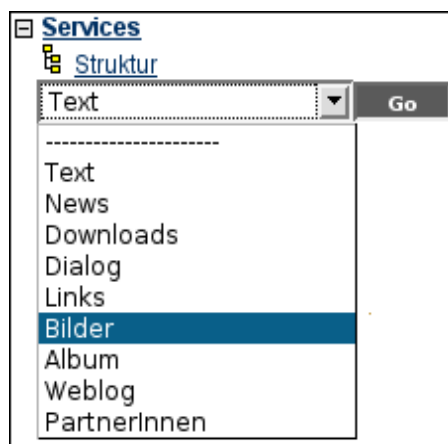 Services
Struktur
Text Go
----------------------
Text
News
Downloads
Dialog
Links
Bilder
Album
Weblog
PartnerInnen